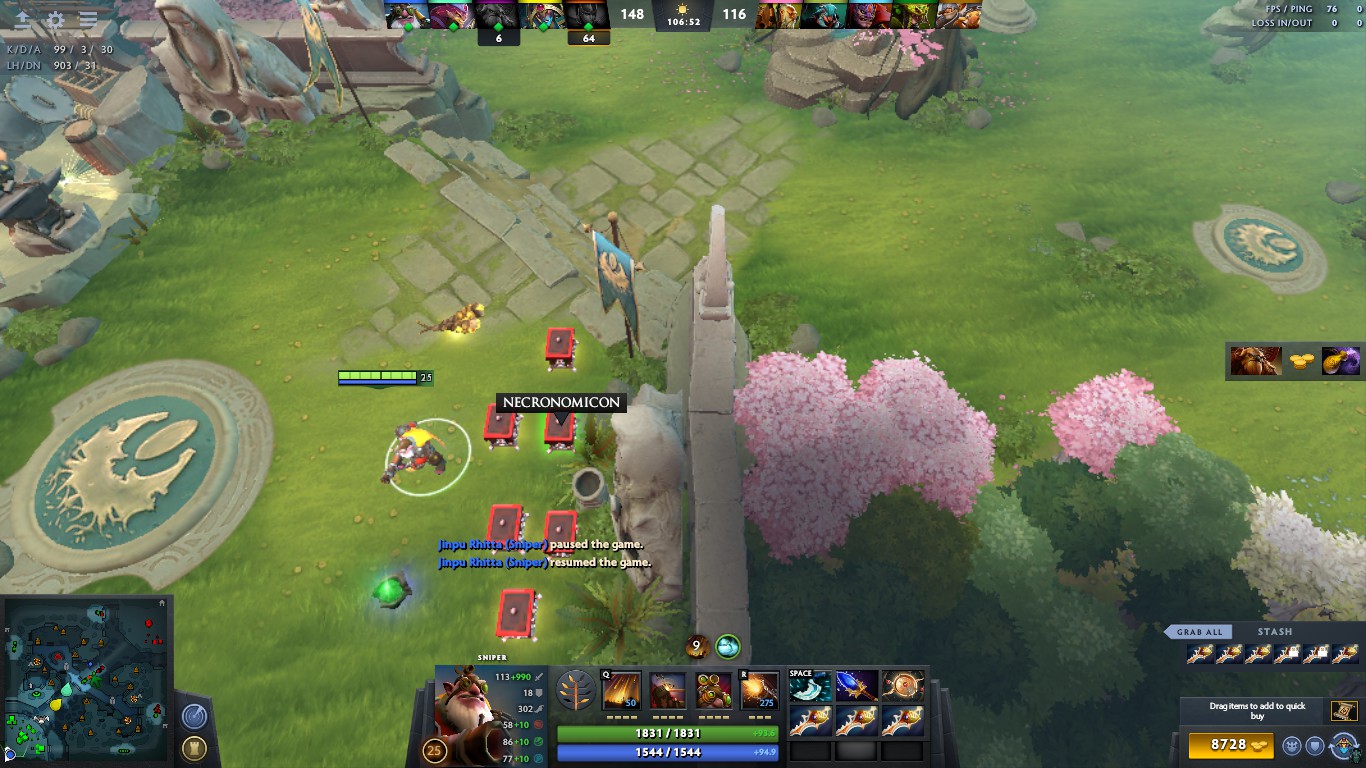 148 106:52 116
6 64
FPS / PING 76 0
LOSS IN/OUT 0 0
K/D/A 99 / 3 / 30
LH/DN 903 / 31
25
NECRONOMICON
Jinpu Rhitta (Sniper) paused the game.
Jinpu Rhitta (Sniper) resumed the game.
GRAB ALL STASH
9
SNIPER
113+990
18
302
58+10
86+10
77+10
25
Q
50
R
275
SPACE
1831 / 1831 +93.6
1544 / 1544 +94.9
Drag items to add to quick
buy
8728